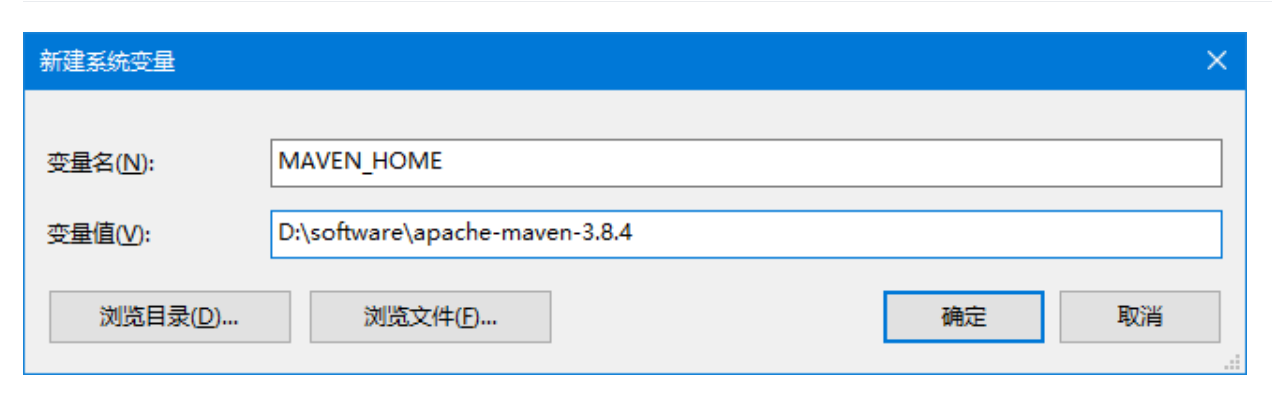 新建系统变量
变量名(N):
MAVEN_HOME
变量值(V):
D:\software\apache-maven-3.8.4
浏览目录(D)...
浏览文件(F)...
确定
取消